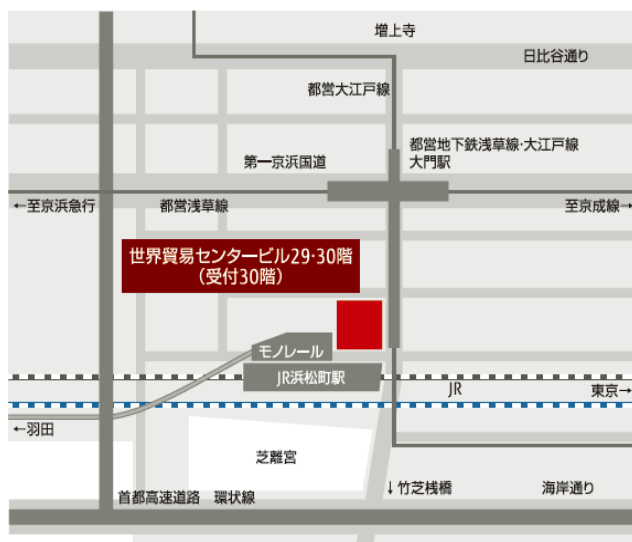 増上寺
日比谷通り
都営大江戸線
都営地下鉄浅草線・大江戸線
大門駅
第一京浜国道
←至京浜急行
都営浅草線
至京成線→
世界貿易センタービル29・30階
(受付30階)
モノレール
JR浜松町駅
JR
東京→
←羽田
芝離宮
↓竹芝桟橋
海岸通り
首都高速道路 環状線